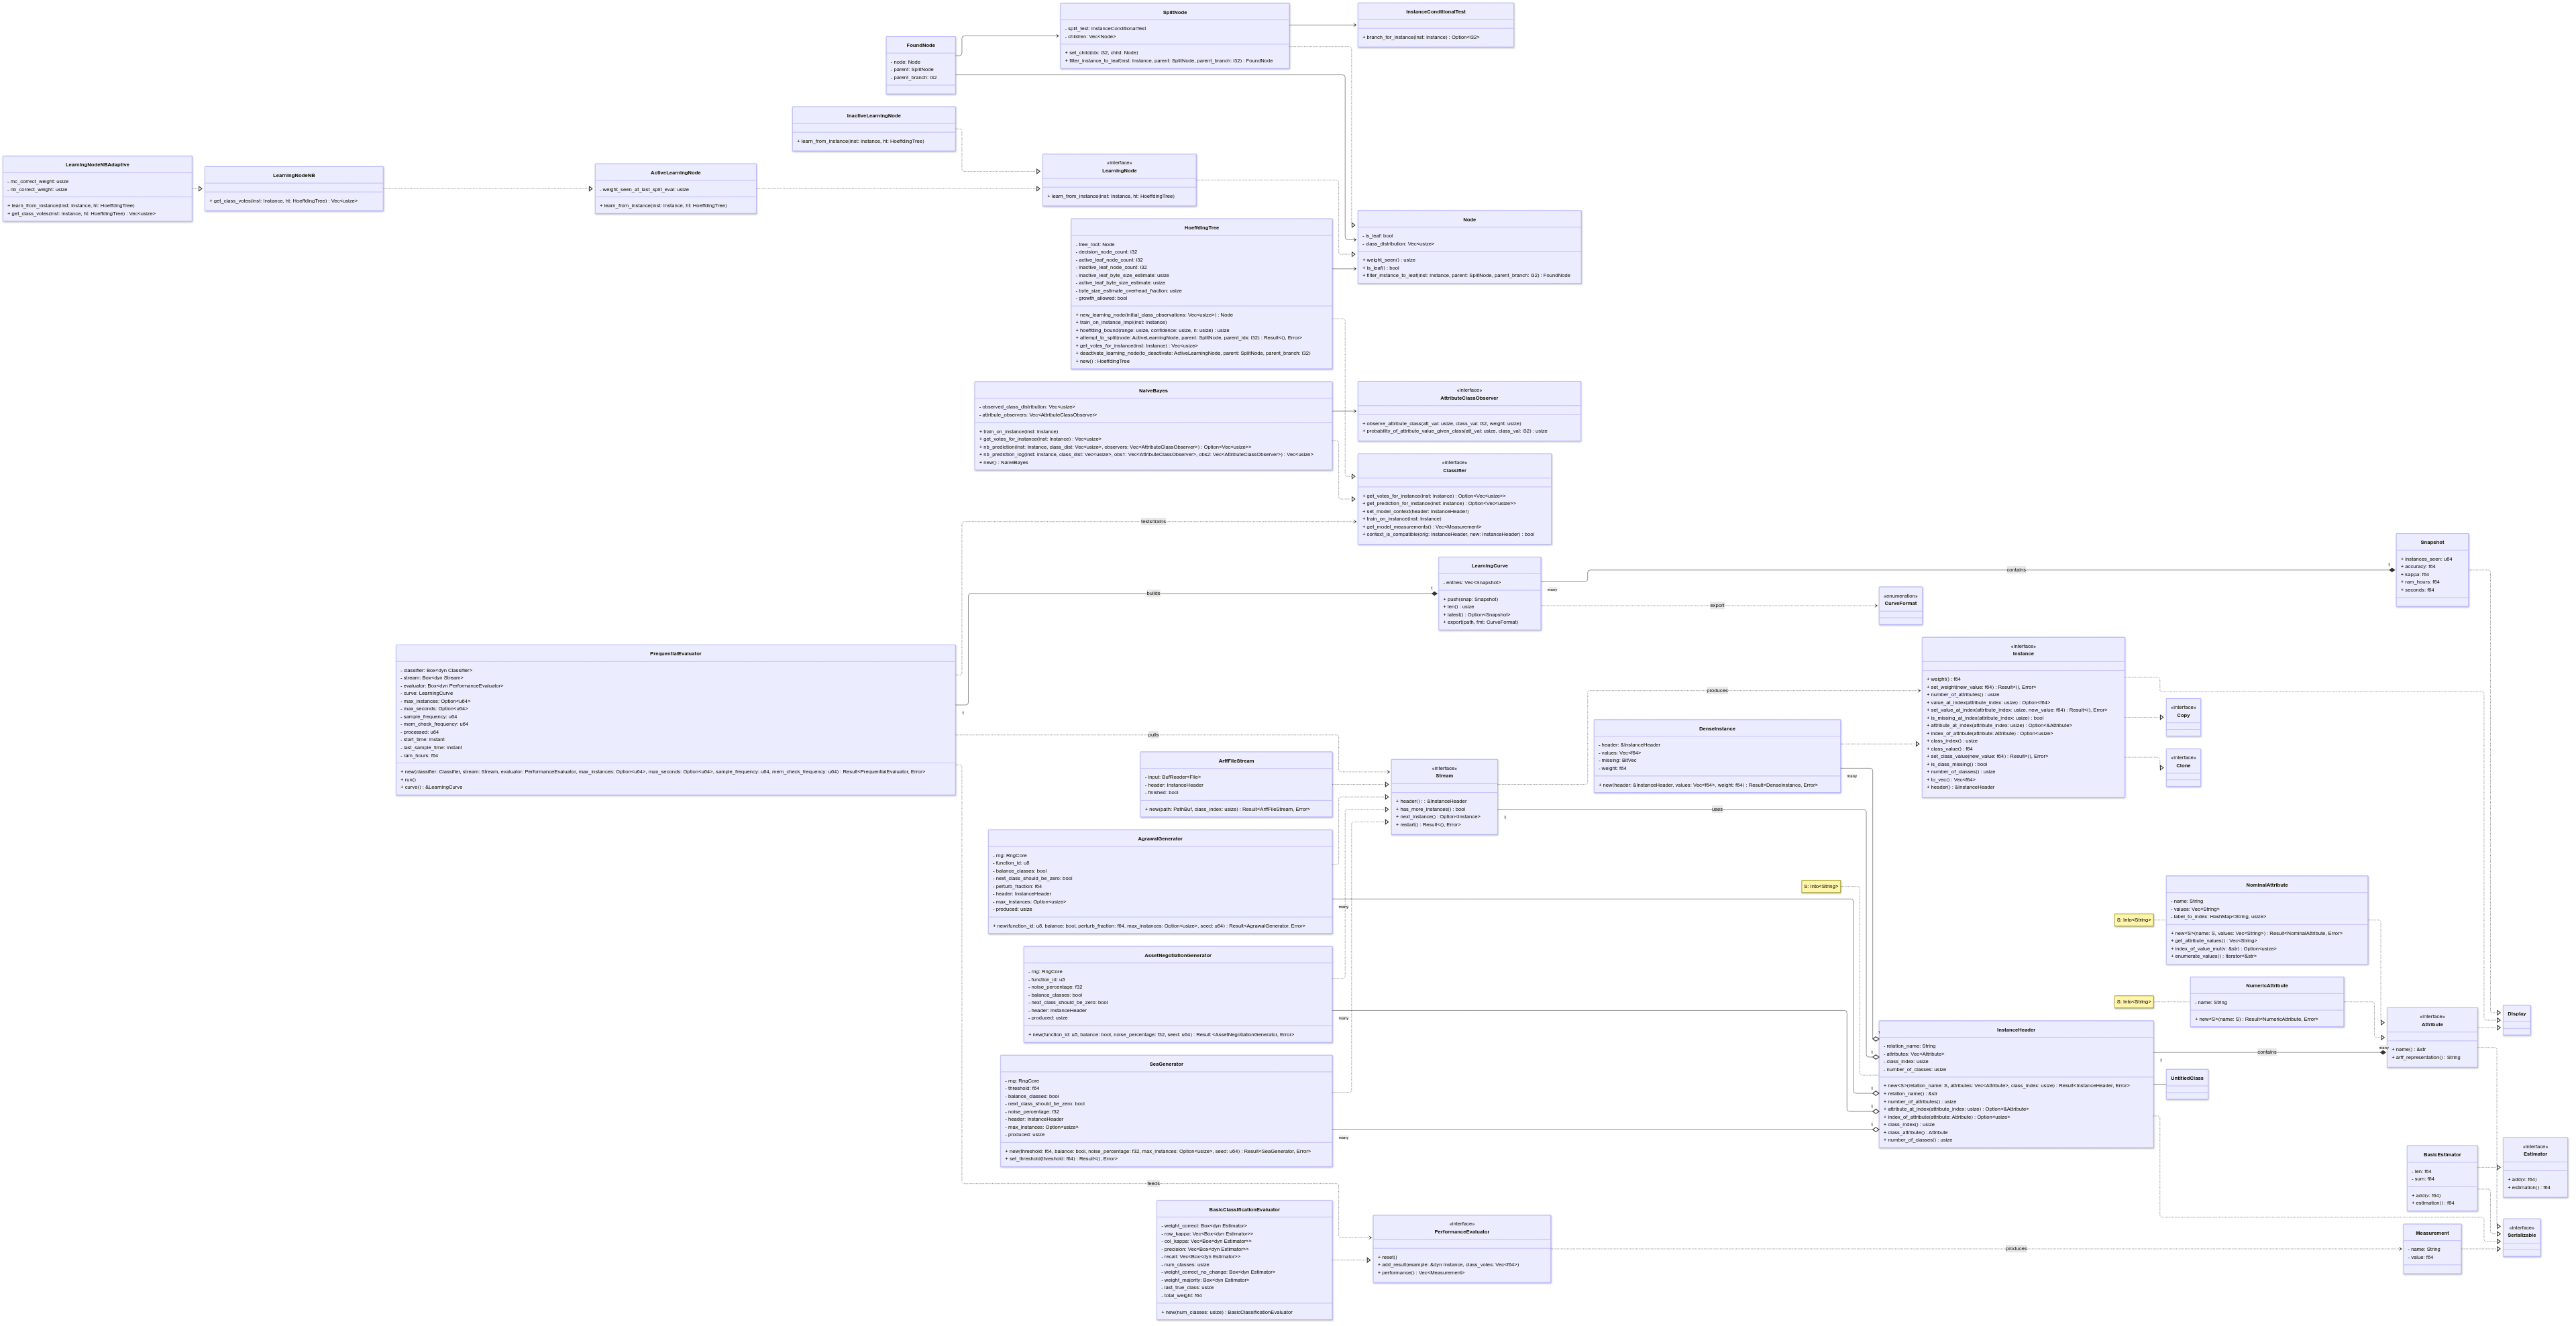 SplitNode
- split_test: InstanceConditionalTest
- children: Vec<Node>
+ set_child(idx: i32, child: Node)
+ filter_instance_to_leaf(inst: Instance, parent: SplitNode, parent_branch: i32) : FoundNode
InstanceConditionalTest
+ branch_for_instance(inst: Instance) : Option<i32>
FoundNode
- node: Node
- parent: SplitNode
- parent_branch: i32
InactiveLearningNode
+ learn_from_instance(inst: Instance, ht: HoeffdingTree)
LearningNodeNBAdaptive
- mc_correct_weight: usize
- nb_correct_weight: usize
+ learn_from_instance(inst: Instance, ht: HoeffdingTree)
+ get_class_votes(inst: Instance, ht: HoeffdingTree) : Vec<usize>
LearningNodeNB
+ get_class_votes(inst: Instance, ht: HoeffdingTree) : Vec<usize>
ActiveLearningNode
- weight_seen_at_last_split_eval: usize
+ learn_from_instance(inst: Instance, ht: HoeffdingTree)
«interface»
LearningNode
+ learn_from_instance(inst: Instance, ht: HoeffdingTree)
Node
- is_leaf: bool
- class_distribution: Vec<usize>
+ weight_seen() : usize
+ is_leaf() : bool
+ filter_instance_to_leaf(inst: Instance, parent: SplitNode, parent_branch: i32) : FoundNode
HoeffdingTree
- tree_root: Node
- decision_node_count: i32
- active_leaf_node_count: i32
- inactive_leaf_node_count: i32
- inactive_leaf_byte_size_estimate: usize
- active_leaf_byte_size_estimate: usize
- byte_size_estimate_overhead_fraction: usize
- growth_allowed: bool
+ new_learning_node(initial_class_observations: Vec<usize>) : Node
+ train_on_instance_impl(inst: Instance)
+ hoeffding_bound(range: usize, confidence: usize, n: usize) : usize
+ attempt_to_split(node: ActiveLearningNode, parent: SplitNode, parent_idx: i32) : Result<(), Error>
+ get_votes_for_instance(inst: Instance) : Vec<usize>
+ deactivate_learning_node(to_deactivate: ActiveLearningNode, parent: SplitNode, parent_branch: i32)
+ new() : HoeffdingTree
NaiveBayes
- observed_class_distribution: Vec<usize>
- attribute_observers: Vec<AttributeClassObserver>
+ train_on_instance(inst: Instance)
+ get_votes_for_instance(inst: Instance) : Vec<usize>
+ nb_prediction(inst: Instance, class_dist: Vec<usize>, observers: Vec<AttributeClassObserver>) : Option<Vec<usize>>
+ nb_prediction_log(inst: Instance, class_dist: Vec<usize>, obs1: Vec<AttributeClassObserver>, obs2: Vec<AttributeClassObserver>) : Vec<usize>
+ new() : NaiveBayes
«interface»
AttributeClassObserver
+ observe_attribute_class(att_val: usize, class_val: i32, weight: usize)
+ probability_of_attribute_value_given_class(att_val: usize, class_val: i32) : usize
«interface»
Classifier
+ get_votes_for_instance(inst: Instance) : Option<Vec<usize>>
+ get_prediction_for_instance(inst: Instance) : Option<Vec<usize>>
+ set_model_context(header: InstanceHeader)
+ train_on_instance(inst: Instance)
+ get_model_measurements() : Vec<Measurement>
+ context_is_compatible(orig: InstanceHeader, new: InstanceHeader) : bool
tests/trains
LearningCurve
- entries: Vec<Snapshot>
+ push(snap: Snapshot)
+ len() : usize
+ latest() : Option<Snapshot>
+ export(path, fmt: CurveFormat)
1
builds
1
many
contains
1
export
Snapshot
+ instances_seen: u64
+ accuracy: f64
+ kappa: f64
+ ram_hours: f64
+ seconds: f64
«enumeration»
CurveFormat
PrequentialEvaluator
- classifier: Box<dyn Classifier>
- stream: Box<dyn Stream>
- evaluator: Box<dyn PerformanceEvaluator>
- curve: LearningCurve
- max_instances: Option<u64>
- max_seconds: Option<u64>
- sample_frequency: u64
- mem_check_frequency: u64
- processed: u64
- start_time: Instant
- last_sample_time: Instant
- ram_hours: f64
+ new(classifier: Classifier, stream: Stream, evaluator: PerformanceEvaluator, max_instances: Option<u64>, max_seconds: Option<u64>, sample_frequency: u64, mem_check_frequency: u64) : Result<PrequentialEvaluator, Error>
+ run()
+ curve() : &LearningCurve
pulls
produces
«interface»
Instance
+ weight() : f64
+ set_weight(new_value: f64) : Result<(), Error>
+ number_of_attributes() : usize
+ value_at_index(attribute_index: usize) : Option<f64>
+ set_value_at_index(attribute_index: usize, new_value: f64) : Result<(), Error>
+ is_missing_at_index(attribute_index: usize) : bool
+ attribute_at_index(attribute_index: usize) : Option<&Attribute>
+ index_of_attribute(attribute: Attribute) : Option<usize>
+ class_index() : usize
+ class_value() : f64
+ set_class_value(new_value: f64) : Result<(), Error>
+ is_class_missing() : bool
+ number_of_classes() : usize
+ to_vec() : Vec<f64>
+ header() : &InstanceHeader
«interface»
Copy
«interface»
Clone
DenseInstance
- header: &InstanceHeader
- values: Vec<f64>
- missing: BitVec
- weight: f64
+ new(header: &InstanceHeader, values: Vec<f64>, weight: f64) : Result<DenseInstance, Error>
many
ArffFileStream
- input: BufReader<File>
- header: InstanceHeader
- finished: bool
+ new(path: PathBuf, class_index: usize) : Result<ArffFileStream, Error>
«interface»
Stream
+ header() : : &InstanceHeader
+ has_more_instances() : bool
+ next_instance() : Option<Instance>
+ restart() : Result<(), Error>
uses
1
AgrawalGenerator
- rng: RngCore
- function_id: u8
- balance_classes: bool
- next_class_should_be_zero: bool
- perturb_fraction: f64
- header: InstanceHeader
- max_instances: Option<usize>
- produced: usize
+ new(function_id: u8, balance: bool, perturb_fraction: f64, max_instances: Option<usize>, seed: u64) : Result<AgrawalGenerator, Error>
many
S: Into<String>
AssetNegotiationGenerator
- rng: RngCore
- function_id: u8
- noise_percentage: f32
- balance_classes: bool
- next_class_should_be_zero: bool
- header: InstanceHeader
- produced: usize
+ new(function_id: u8, balance: bool, noise_percentage: f32, seed: u64) : Result <AssetNegotiationGenerator, Error>
many
SeaGenerator
- rng: RngCore
- threshold: f64
- balance_classes: bool
- next_class_should_be_zero: bool
- noise_percentage: f32
- header: InstanceHeader
- max_instances: Option<usize>
- produced: usize
+ new(threshold: f64, balance: bool, noise_percentage: f32, max_instances: Option<usize>, seed: u64) : Result<SeaGenerator, Error>
+ set_threshold(threshold: f64) : Result<(), Error>
many
S: Into<String>
NominalAttribute
- name: String
- values: Vec<String>
- label_to_index: HashMap<String, usize>
+ new<S>(name: S, values: Vec<String>) : Result<NominalAttribute, Error>
+ get_attribute_values() : Vec<String>
+ index_of_value_mut(v: &str) : Option<usize>
+ enumerate_values() : Iterator<&str>
S: Into<String>
NumericAttribute
- name: String
+ new<S>(name: S) : Result<NumericAttribute, Error>
InstanceHeader
- relation_name: String
- attributes: Vec<Attribute>
- class_index: usize
- number_of_classes: usize
+ new<S>(relation_name: S, attributes: Vec<Attribute>, class_index: usize) : Result<InstanceHeader, Error>
+ relation_name() : &str
+ number_of_attributes() : usize
+ attribute_at_index(attribute_index: usize) : Option<&Attribute>
+ index_of_attribute(attribute: Attribute) : Option<usize>
+ class_index() : usize
+ class_attribute() : Attribute
+ number_of_classes() : usize
1
1
1
1
1
contains
many
UntitledClass
«interface»
Attribute
+ name() : &str
+ arff_representation() : String
Display
BasicEstimator
- len: f64
- sum: f64
+ add(v: f64)
+ estimation() : f64
«interface»
Estimator
+ add(v: f64)
+ estimation() : f64
«interface»
Serializable
Measurement
- name: String
- value: f64
feeds
BasicClassificationEvaluator
- weight_correct: Box<dyn Estimator>
- row_kappa: Vec<Box<dyn Estimator>>
- col_kappa: Vec<Box<dyn Estimator>>
- precision: Vec<Box<dyn Estimator>>
- recall: Vec<Box<dyn Estimator>>
- num_classes: usize
- weight_correct_no_change: Box<dyn Estimator>
- weight_majority: Box<dyn Estimator>
- last_true_class: usize
- total_weight: f64
+ new(num_classes: usize) : BasicClassificationEvaluator
«interface»
PerformanceEvaluator
+ reset()
+ add_result(example: &dyn Instance, class_votes: Vec<f64>)
+ performance() : Vec<Measurement>
produces